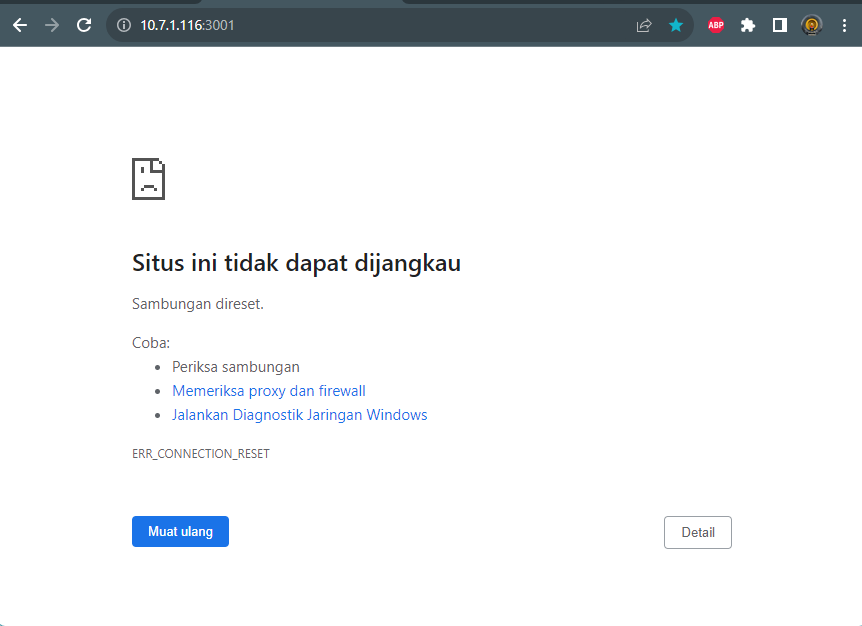 10.7.1.116:3001
ABP
Situs ini tidak dapat dijangkau
Sambungan direset.
Coba:
Periksa sambungan
Memeriksa proxy dan firewall
Jalankan Diagnostik Jaringan Windows
ERR_CONNECTION_RESET
Muat ulang
Detail